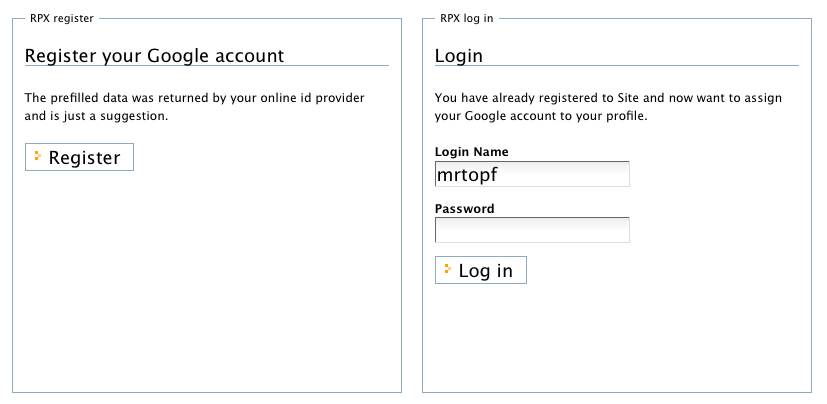 RPX register
Register your Google account
The prefilled data was returned by your online id provider
and is just a suggestion.
Register
RPX log in
Login
You have already registered to Site and now want to assign
your Google account to your profile.
Login Name
mrtopf
Password
Log in